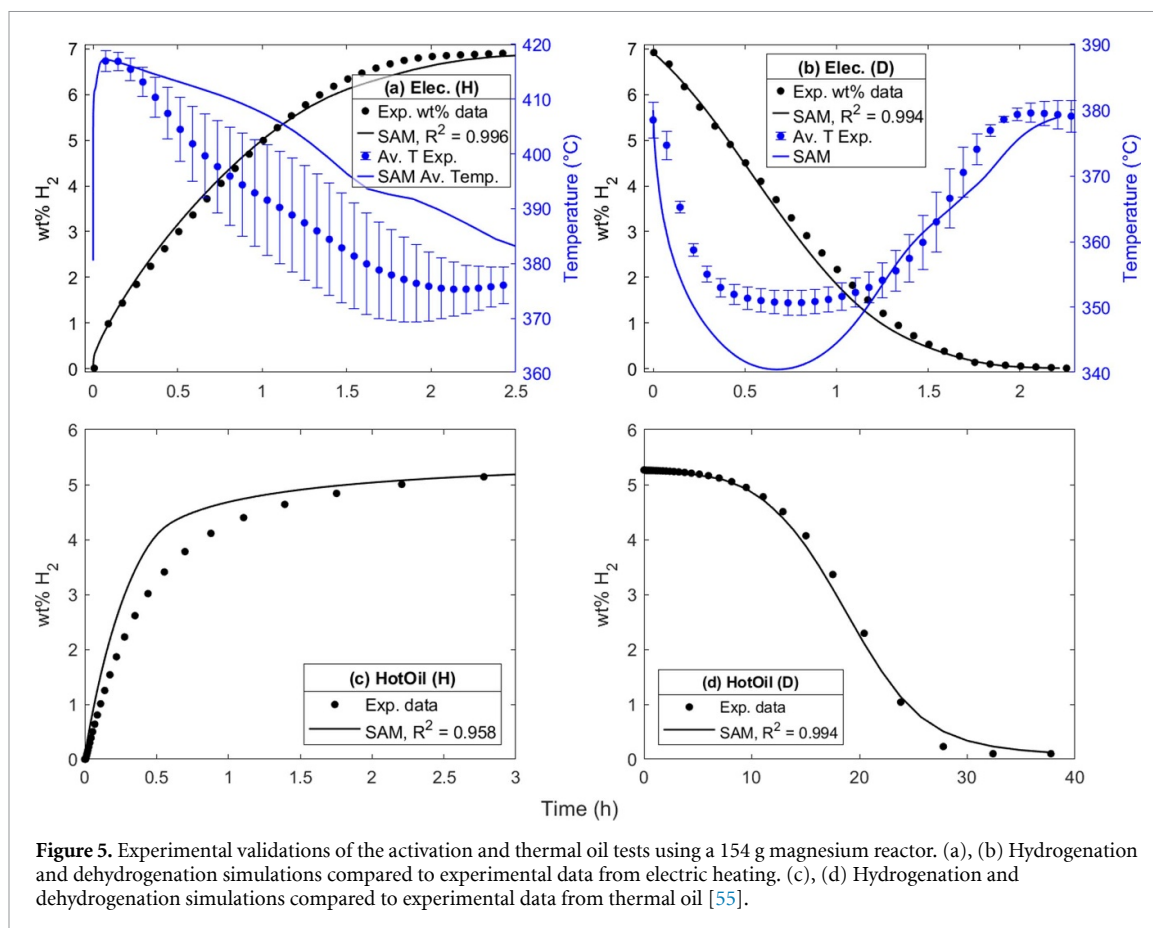 7
6
5
4
3
2
1
0
wt% H₂
0
0.5
1
1.5
2
2.5
420
410
400
390
380
370
360
Temperature (°C)
(a) Elec. (H)
Exp. wt% data
SAM, R² = 0.996
Av. T Exp.
SAM Av. Temp.
7
6
5
4
3
2
1
0
wt% H₂
0
0.5
1
1.5
2
390
380
370
360
350
340
Temperature (°C)
(b) Elec. (D)
Exp. wt% data
SAM, R² = 0.994
Av. T Exp.
SAM
6
5
4
3
2
1
0
wt% H₂
0
0.5
1
1.5
2
2.5
3
(c) HotOil (H)
Exp. data
SAM, R² = 0.958
6
5
4
3
2
1
0
wt% H₂
0
10
20
30
40
(d) HotOil (D)
Exp. data
SAM, R² = 0.994
Time (h)
Figure 5. Experimental validations of the activation and thermal oil tests using a 154 g magnesium reactor. (a), (b) Hydrogenation
and dehydrogenation simulations compared to experimental data from electric heating. (c), (d) Hydrogenation and
dehydrogenation simulations compared to experimental data from thermal oil [55].